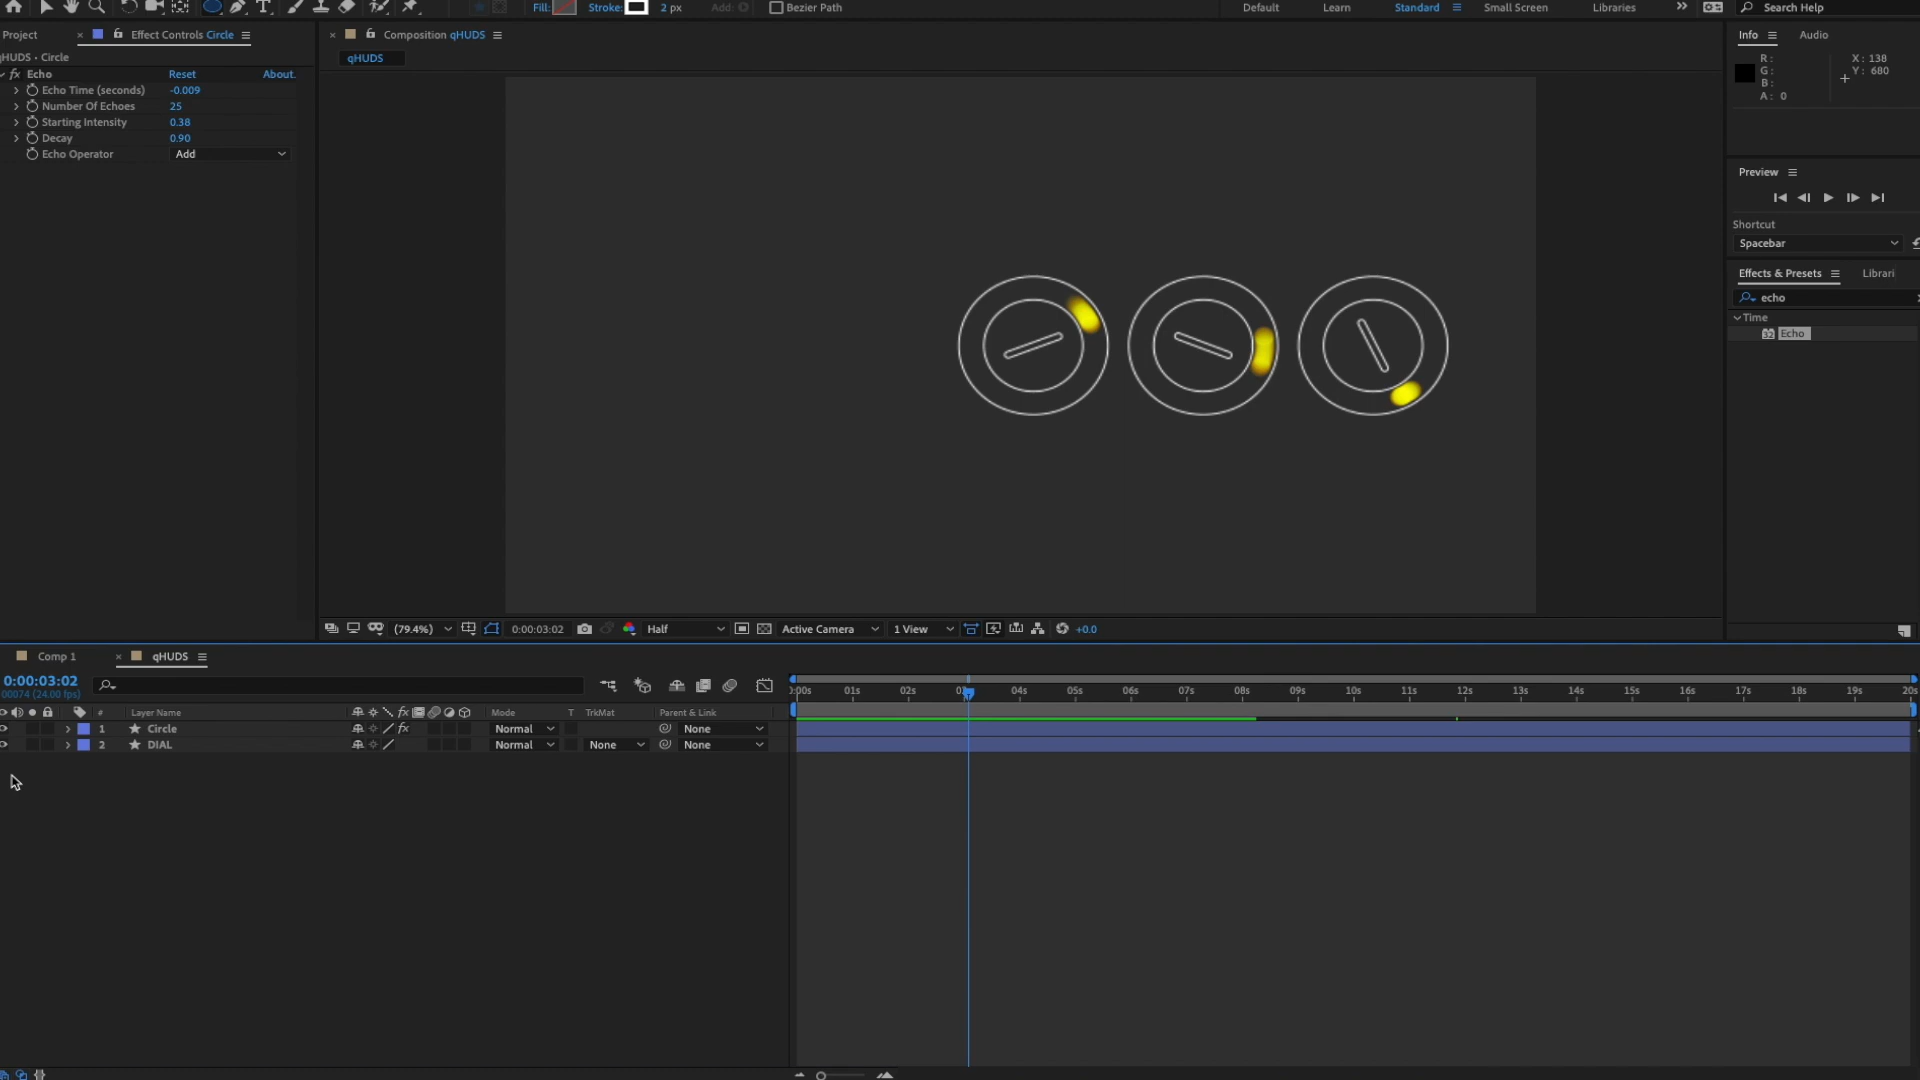 Fill: Stroke: 2 px Add: Bezier Path Default Learn Standard Small Screen Libraries Search Help
Project Effect Controls Circle
qHUDS • Circle
fx Echo Reset About.
Echo Time (seconds) -0.009
Number Of Echoes 25
Starting Intensity 0.38
Decay 0.90
Echo Operator Add
Composition qHUDS
qHUDS
(79.4%) 0:00:03:02 Half Active Camera 1 View +0.0
Info Audio
R: X: 138
G: Y: 680
B:
A: 0
Preview
Shortcut
Spacebar
Effects & Presets Librari
echo
Time
32 Echo
Comp 1 qHUDS
0:00:03:02
00074 (24.00 fps)
# Layer Name fx Mode T TrkMat Parent & Link
1 Circle fx Normal None
2 DIAL Normal None None
:00s 01s 02s 04s 05s 06s 07s 08s 09s 10s 11s 12s 13s 14s 15s 16s 17s 18s 19s 20s